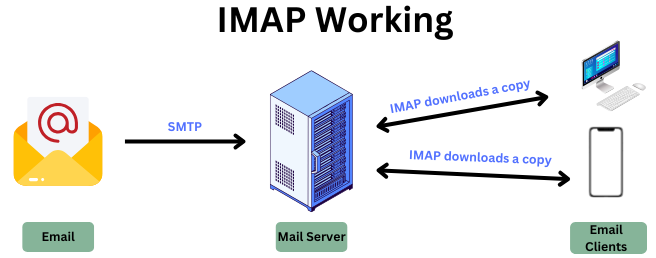 IMAP Working
SMTP
IMAP downloads a copy
IMAP downloads a copy
Email
Mail Server
Email
Clients